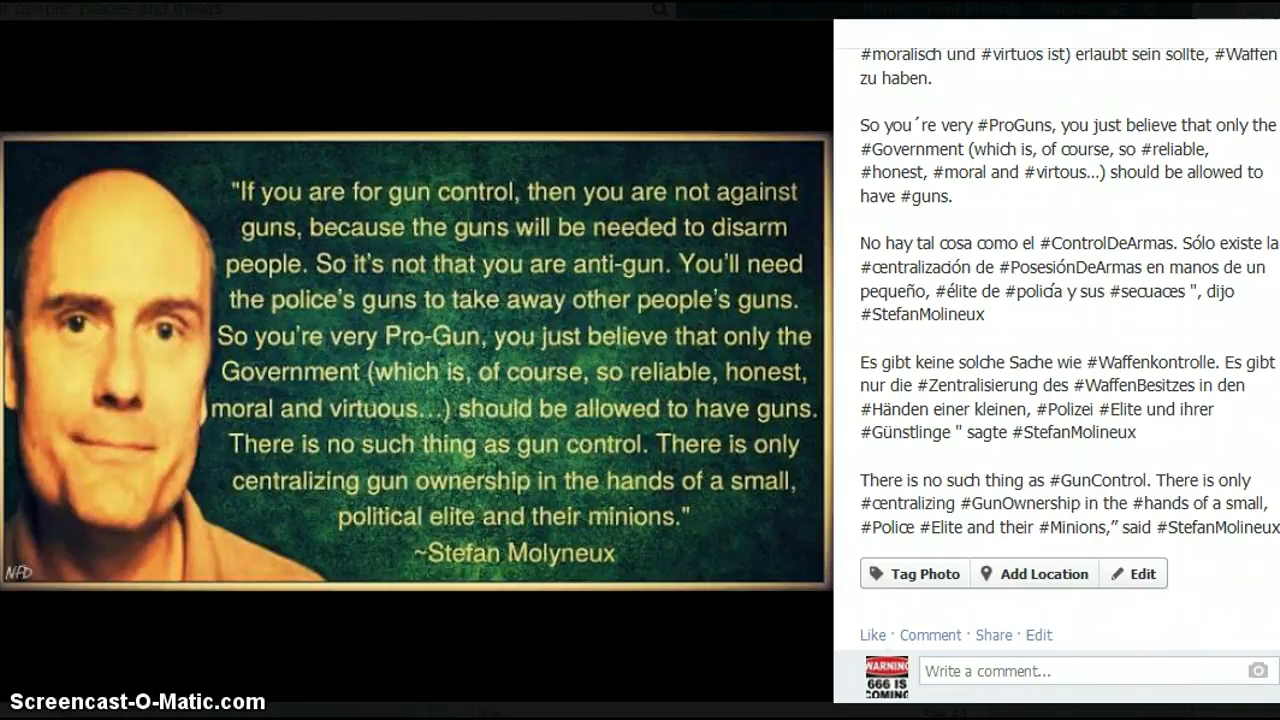 r people, places and things
"If you are for gun control, then you are not against
guns, because the guns will be needed to disarm
people. So it's not that you are anti-gun. You'll need
the police's guns to take away other people's guns.
So you're very Pro-Gun, you just believe that only the
Government (which is, of course, so reliable, honest,
moral and virtuous...) should be allowed to have guns.
There is no such thing as gun control. There is only
centralizing gun ownership in the hands of a small,
political elite and their minions."
~Stefan Molyneux
NFD
#moralisch und #virtuos ist) erlaubt sein sollte, #Waffen
zu haben.
So you´re very #ProGuns, you just believe that only the
#Government (which is, of course, so #reliable,
#honest, #moral and #virtous...) should be allowed to
have #guns.
No hay tal cosa como el #ControlDeArmas. Sólo existe la
#centralización de #PosesiónDeArmas en manos de un
pequeño, #élite de #policía y sus #secuaces ", dijo
#StefanMolineux
Es gibt keine solche Sache wie #Waffenkontrolle. Es gibt
nur die #Zentralisierung des #WaffenBesitzes in den
#Händen einer kleinen, #Polizei #Elite und ihrer
#Günstlinge " sagte #StefanMolineux
There is no such thing as #GunControl. There is only
#centralizing #GunOwnership in the #hands of a small,
#Police #Elite and their #Minions,” said #StefanMolineux
Tag Photo Add Location Edit
Like · Comment · Share · Edit
WARNING
666 IS
COMING
Write a comment...
Screencast-O-Matic.com